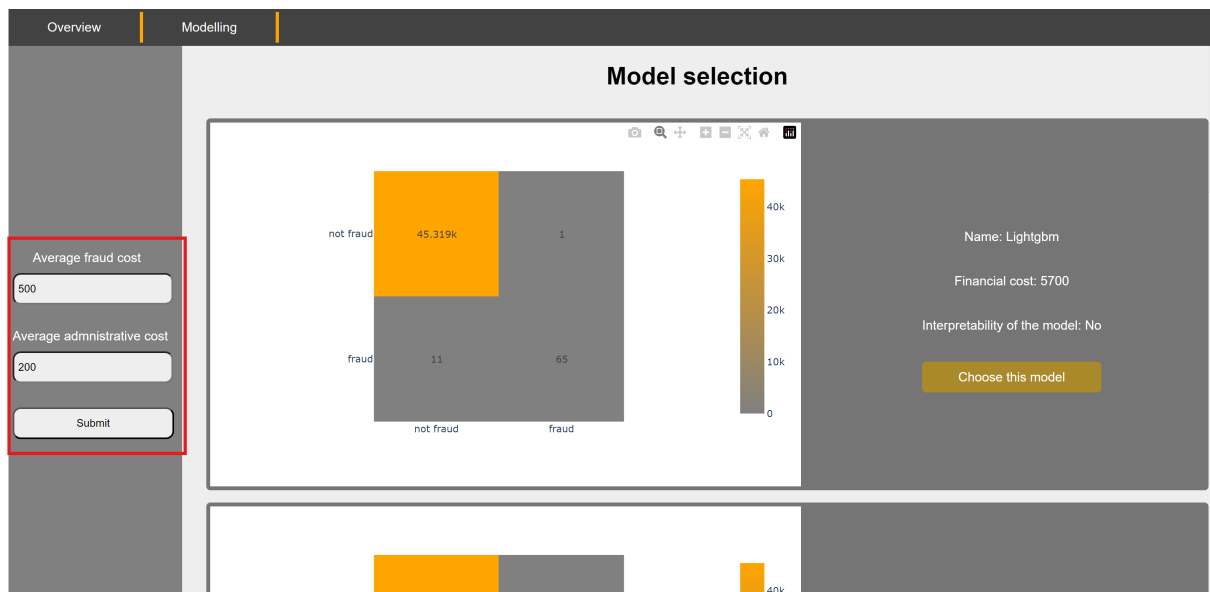 Overview
Modelling
Model selection
Average fraud cost
500
Average admnistrative cost
200
Submit
not fraud
45.319k
1
fraud
11
65
not fraud
fraud
40k
30k
20k
10k
0
Name: Lightgbm
Financial cost: 5700
Interpretability of the model: No
Choose this model
40k